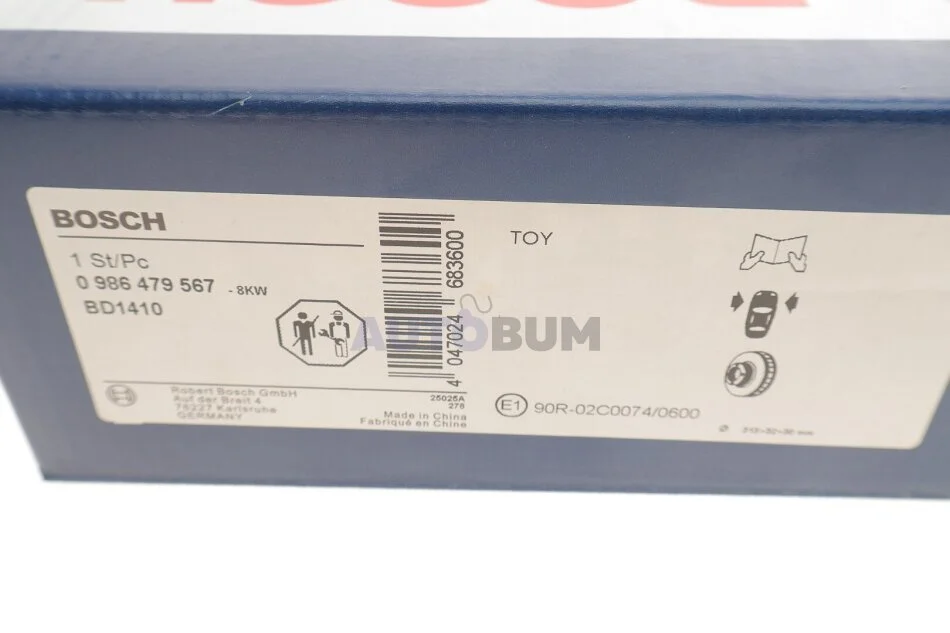 BOSCH
1 St/Pc
0 986 479 567 - 8KW
BD1410
4 047024 683600
TOY
AUTOBUM
Robert Bosch GmbH
Auf der Breit 4
76227 Karlsruhe
GERMANY
25025A
278
Made in China
Fabriqué en Chine
E1 90R-02C0074/0600